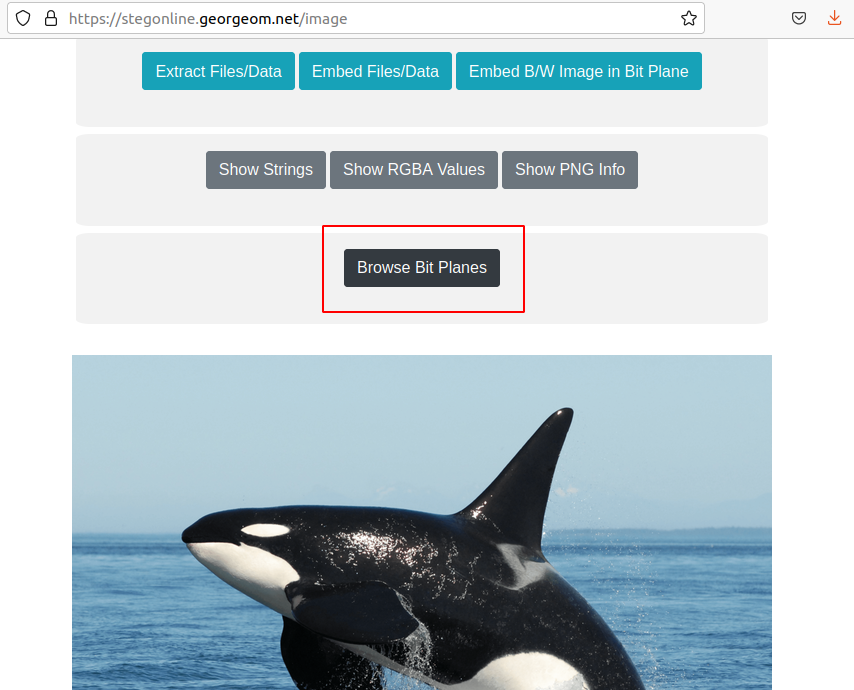 https://stegonline.georgeom.net/image
Extract Files/Data Embed Files/Data Embed B/W Image in Bit Plane
Show Strings Show RGBA Values Show PNG Info
Browse Bit Planes